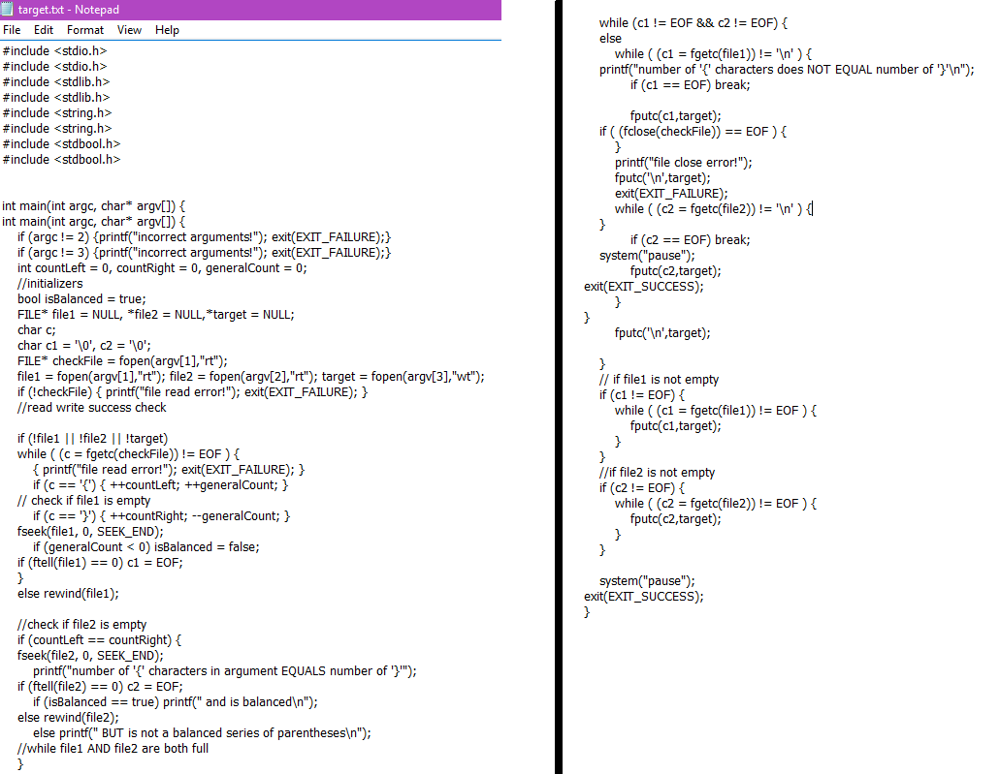 target.txt - Notepad
File Edit Format View Help
#include <stdio.h>
#include <stdio.h>
#include <stdlib.h>
#include <stdlib.h>
#include <string.h>
#include <string.h>
#include <stdbool.h>
#include <stdbool.h>
int main(int argc, char* argv[]) {
int main(int argc, char* argv[]) {
if (argc != 2) {printf("incorrect arguments!"); exit(EXIT_FAILURE);}
if (argc != 3) {printf("incorrect arguments!"); exit(EXIT_FAILURE);}
int countLeft = 0, countRight = 0, generalCount = 0;
//initializers
bool isBalanced = true;
FILE* file1 = NULL, *file2 = NULL,*target = NULL;
char c;
char c1 = '\0', c2 = '\0';
FILE* checkFile = fopen(argv[1],"rt");
file1 = fopen(argv[1],"rt"); file2 = fopen(argv[2],"rt"); target = fopen(argv[3],"wt");
if (!checkFile) { printf("file read error!"); exit(EXIT_FAILURE); }
//read write success check
if (!file1 || !file2 || !target)
while ( (c = fgetc(checkFile)) != EOF ) {
{ printf("file read error!"); exit(EXIT_FAILURE); }
if (c == '{') { ++countLeft; ++generalCount; }
// check if file1 is empty
if (c == '}') { ++countRight; --generalCount; }
fseek(file1, 0, SEEK_END);
if (generalCount < 0) isBalanced = false;
if (ftell(file1) == 0) c1 = EOF;
}
else rewind(file1);
//check if file2 is empty
if (countLeft == countRight) {
fseek(file2, 0, SEEK_END);
printf("number of '{' characters in argument EQUALS number of '}'");
if (ftell(file2) == 0) c2 = EOF;
if (isBalanced == true) printf(" and is balanced\n");
else rewind(file2);
else printf(" BUT is not a balanced series of parentheses\n");
//while file1 AND file2 are both full
}
while (c1 != EOF && c2 != EOF) {
else
while ( (c1 = fgetc(file1)) != '\n' ) {
printf("number of '{' characters does NOT EQUAL number of '}'\n");
if (c1 == EOF) break;
fputc(c1,target);
if ( (fclose(checkFile)) == EOF ) {
}
printf("file close error!");
fputc('\n',target);
exit(EXIT_FAILURE);
while ( (c2 = fgetc(file2)) != '\n' ) {
}
if (c2 == EOF) break;
system("pause");
fputc(c2,target);
exit(EXIT_SUCCESS);
}
}
fputc('\n',target);
}
// if file1 is not empty
if (c1 != EOF) {
while ( (c1 = fgetc(file1)) != EOF ) {
fputc(c1,target);
}
}
//if file2 is not empty
if (c2 != EOF) {
while ( (c2 = fgetc(file2)) != EOF ) {
fputc(c2,target);
}
}
system("pause");
exit(EXIT_SUCCESS);
}